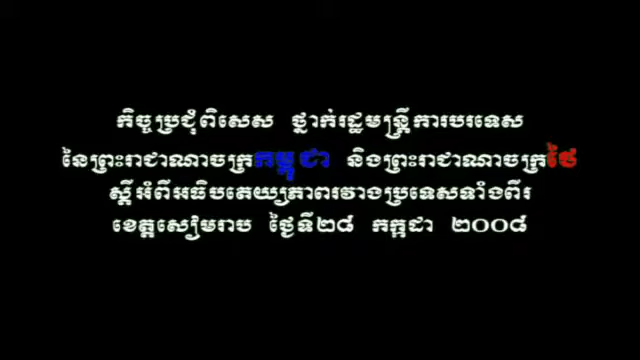 កិច្ចប្រជុំពិសេស ថ្នាក់រដ្ឋមន្ត្រីការបរទេស
នៃព្រះរាជាណាចក្រកម្ពុជា និងព្រះរាជាណាចក្រថៃ
ស្តីអំពីអធិបតេយ្យភាពរវាងប្រទេសទាំងពីរ
ខេត្តសៀមរាប ថ្ងៃទី២៨ កក្កដា ២០០៨